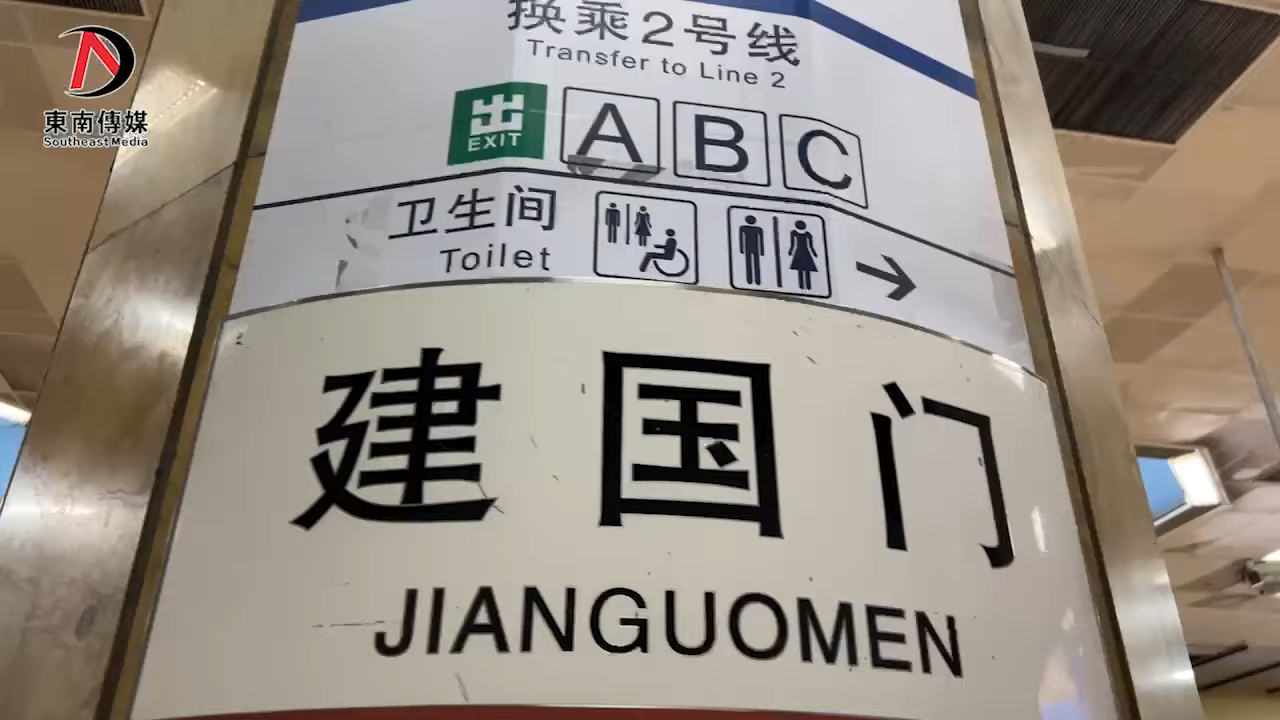 東南傳媒
Southeast Media
换乘2号线
Transfer to Line 2
出 A B C
EXIT
卫生间
Toilet
建国门
JIANGUOMEN